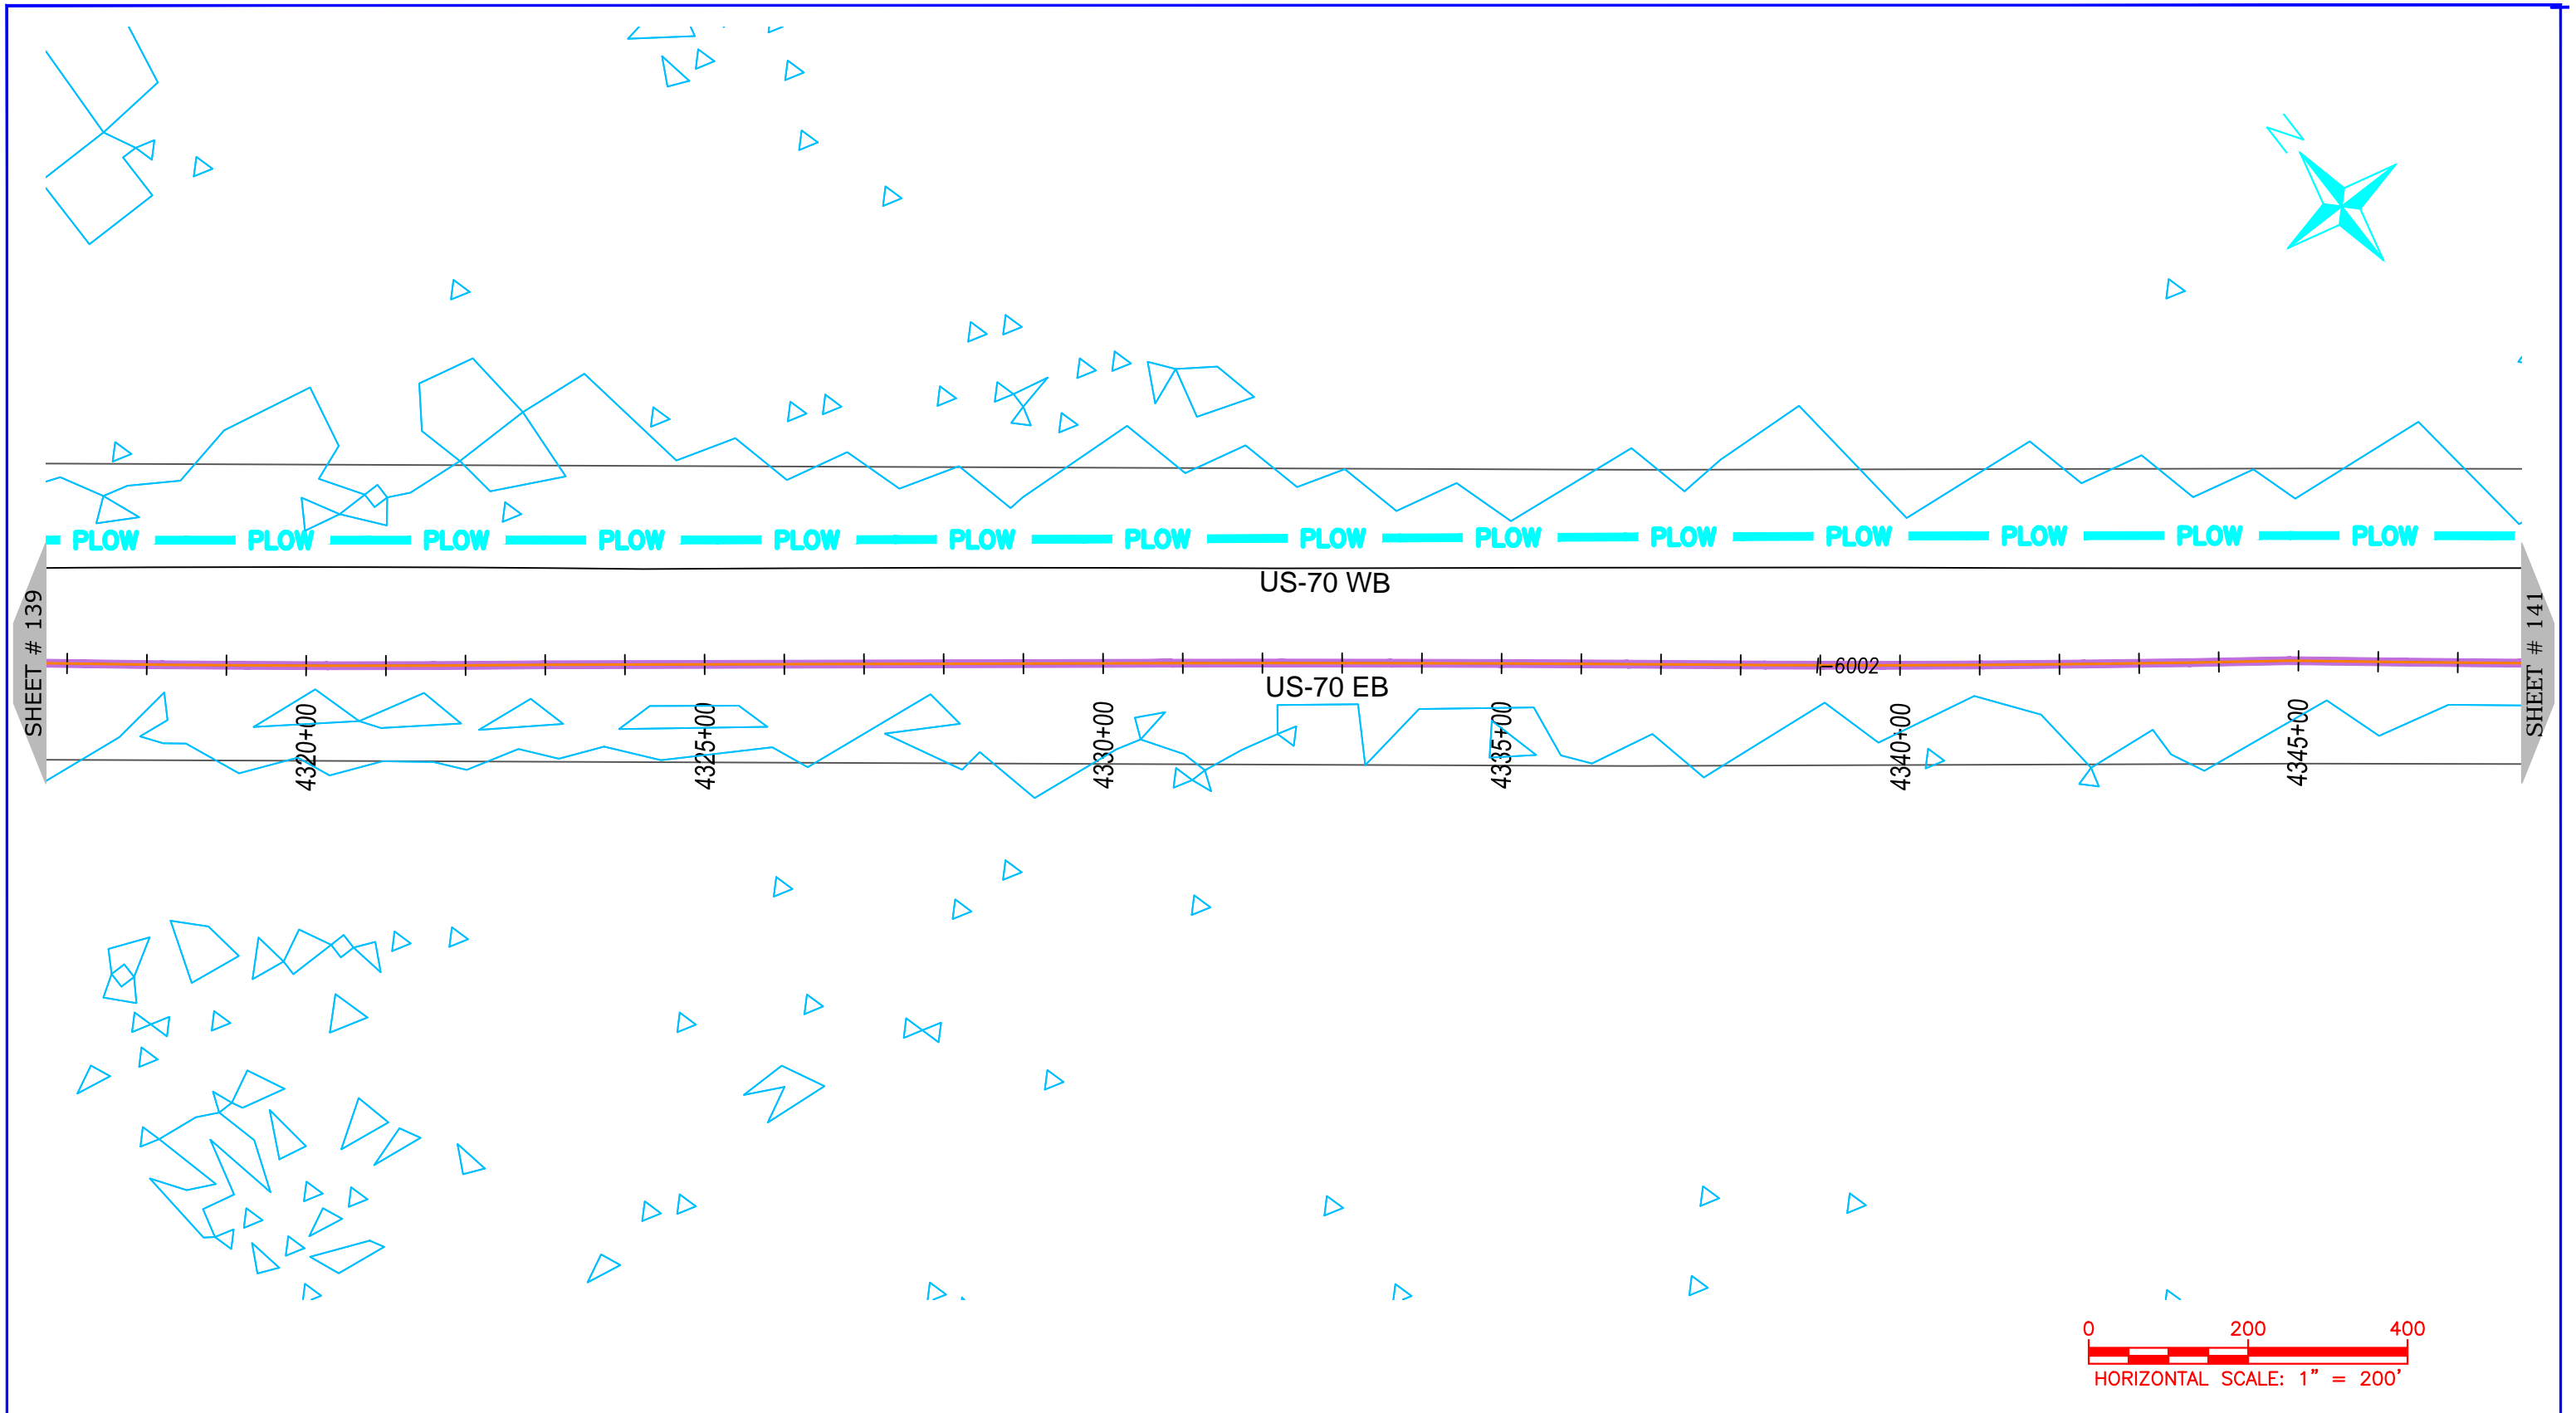 PLOW PLOW PLOW PLOW PLOW PLOW PLOW PLOW PLOW PLOW PLOW PLOW PLOW PLOW
US-70 WB
SHEET # 139
SHEET # 141
I-6002
US-70 EB
4320+00
4325+00
4330+00
4335+00
4340+00
4345+00
0 200 400
HORIZONTAL SCALE: 1” = 200’